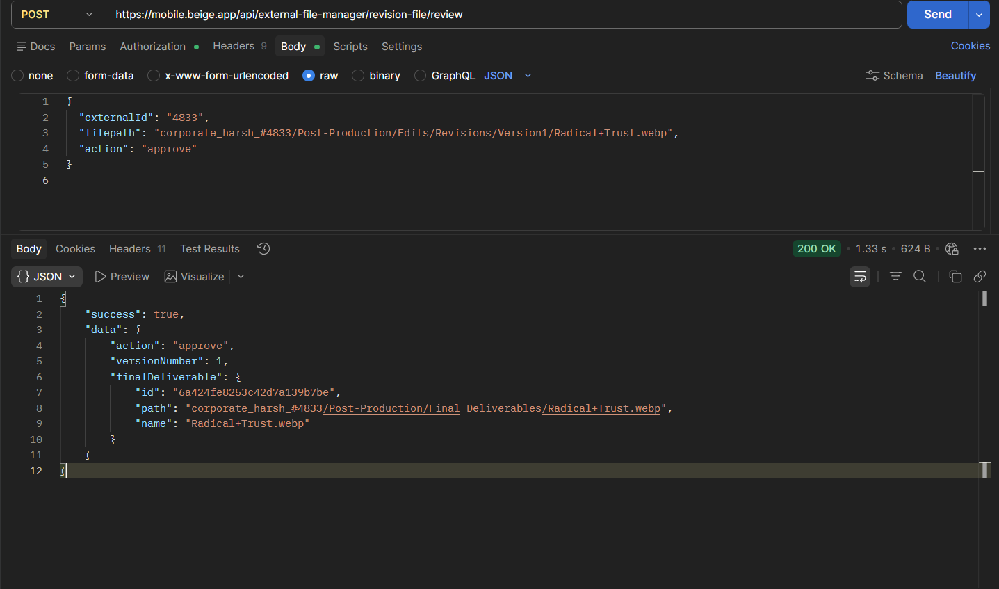 POST https://mobile.beige.app/api/external-file-manager/revision-file/review Send
Docs Params Authorization Headers 9 Body Scripts Settings Cookies
none form-data x-www-form-urlencoded raw binary GraphQL JSON Schema Beautify
1 {
2 "externalId": "4833",
3 "filepath": "corporate_harsh_#4833/Post-Production/Edits/Revisions/Version1/Radical+Trust.webp",
4 "action": "approve"
5 }
6
Body Cookies Headers 11 Test Results 200 OK • 1.33 s • 624 B •
{} JSON Preview Visualize
1 {
2 "success": true,
3 "data": {
4 "action": "approve",
5 "versionNumber": 1,
6 "finalDeliverable": {
7 "id": "6a424fe8253c42d7a139b7be",
8 "path": "corporate_harsh_#4833/Post-Production/Final Deliverables/Radical+Trust.webp",
9 "name": "Radical+Trust.webp"
10 }
11 }
12 }